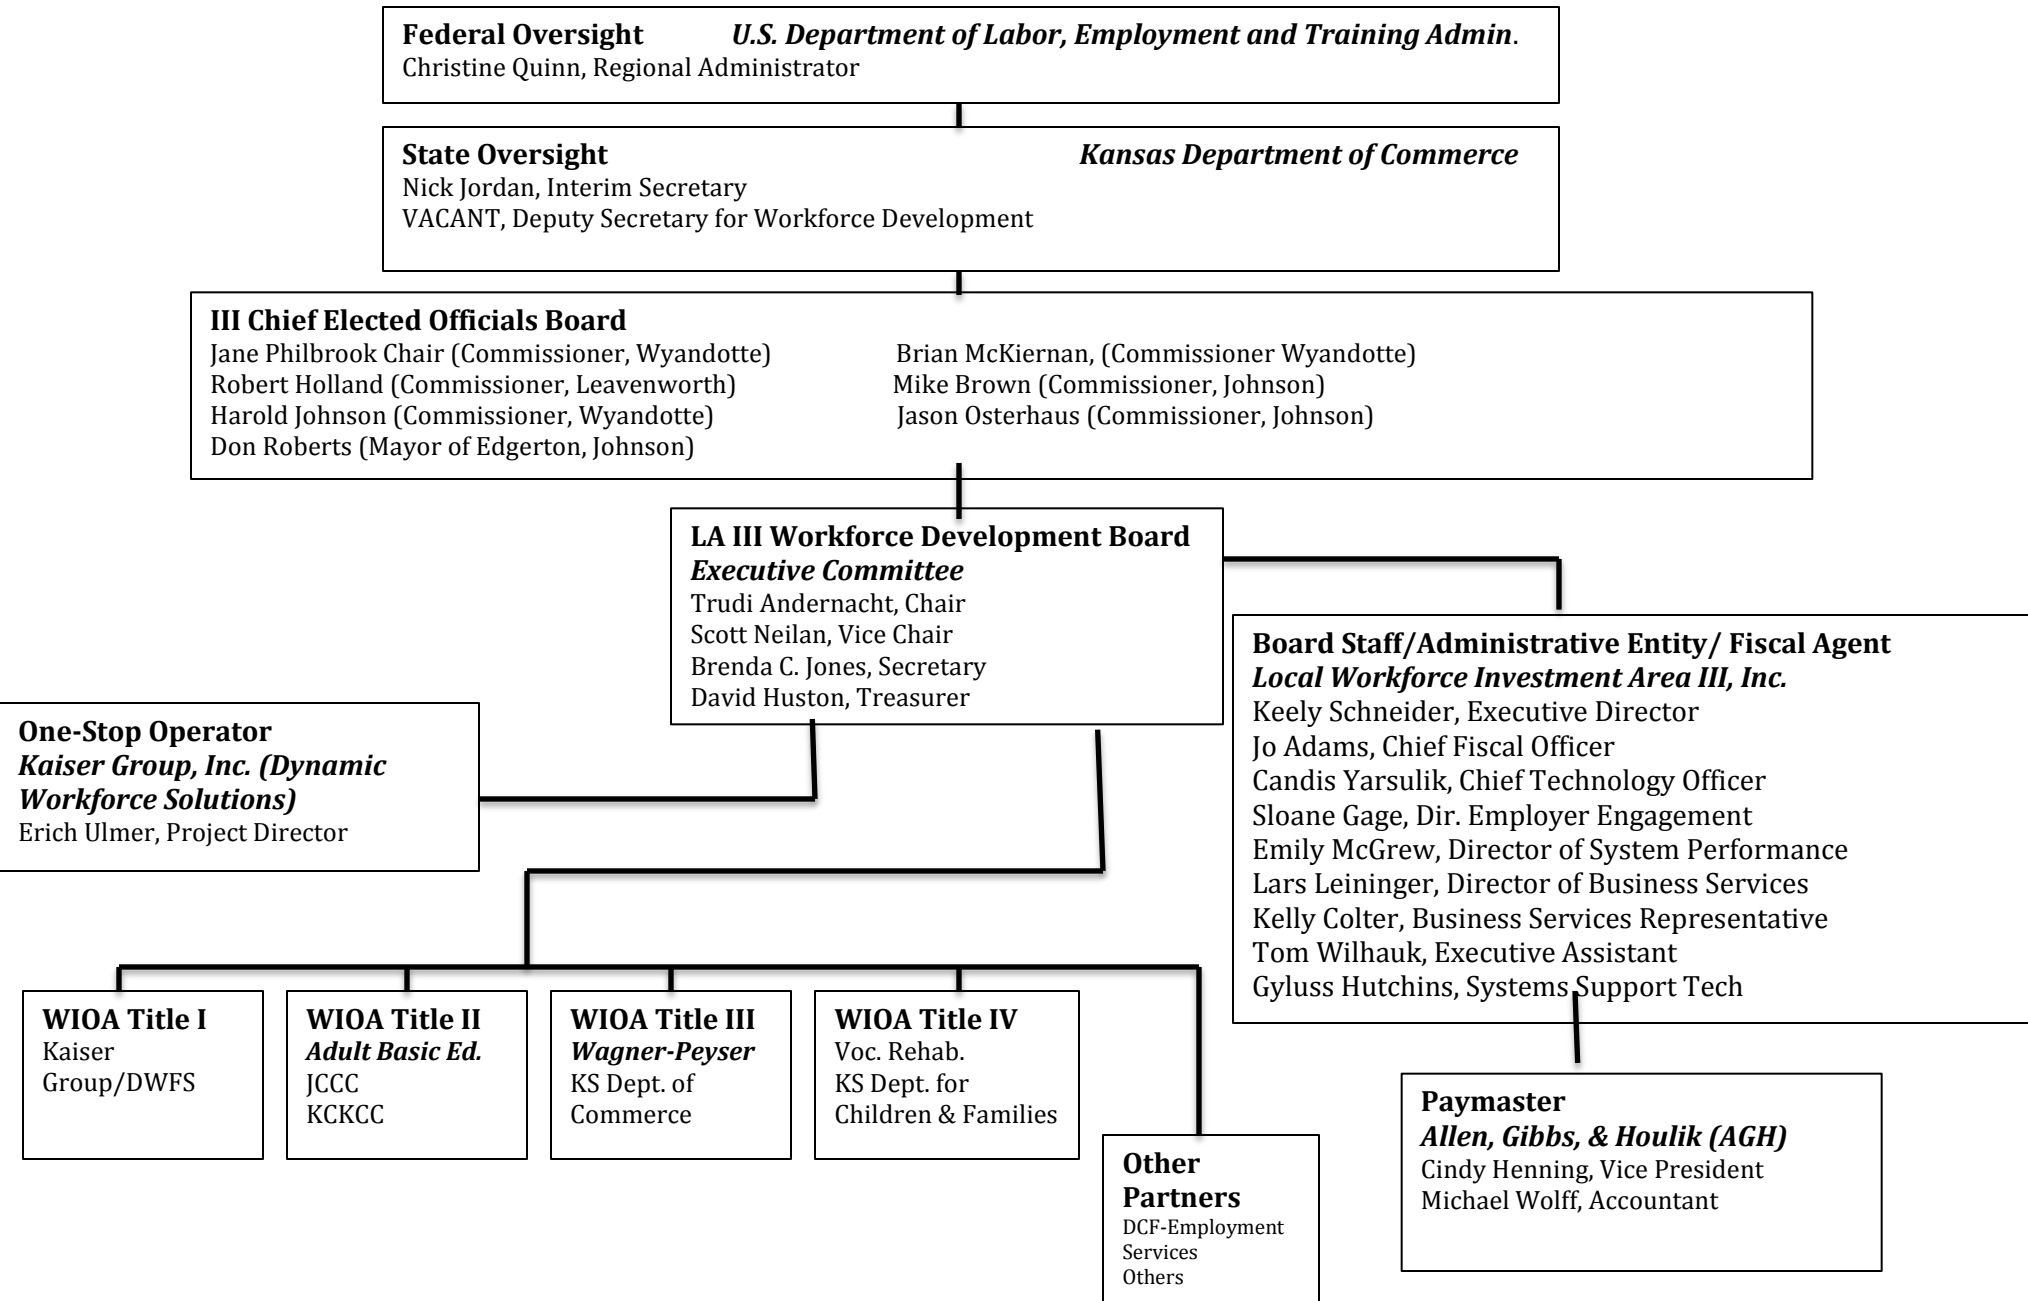 Federal Oversight U.S. Department of Labor, Employment and Training Admin.
Christine Quinn, Regional Administrator
State Oversight Kansas Department of Commerce
Nick Jordan, Interim Secretary
VACANT, Deputy Secretary for Workforce Development
III Chief Elected Officials Board
Jane Philbrook Chair (Commissioner, Wyandotte) Brian McKiernan, (Commissioner Wyandotte)
Robert Holland (Commissioner, Leavenworth) Mike Brown (Commissioner, Johnson)
Harold Johnson (Commissioner, Wyandotte) Jason Osterhaus (Commissioner, Johnson)
Don Roberts (Mayor of Edgerton, Johnson)
LA III Workforce Development Board
Executive Committee
Trudi Andernacht, Chair
Scott Neilan, Vice Chair
Brenda C. Jones, Secretary
David Huston, Treasurer
Board Staff/Administrative Entity/ Fiscal Agent
Local Workforce Investment Area III, Inc.
Keely Schneider, Executive Director
Jo Adams, Chief Fiscal Officer
Candis Yarsulik, Chief Technology Officer
Sloane Gage, Dir. Employer Engagement
Emily McGrew, Director of System Performance
Lars Leininger, Director of Business Services
Kelly Colter, Business Services Representative
Tom Wilhauk, Executive Assistant
Gyluss Hutchins, Systems Support Tech
One-Stop Operator
Kaiser Group, Inc. (Dynamic
Workforce Solutions)
Erich Ulmer, Project Director
WIOA Title I
Kaiser
Group/DWFS
WIOA Title II
Adult Basic Ed.
JCCC
KCKCC
WIOA Title III
Wagner-Peyser
KS Dept. of
Commerce
WIOA Title IV
Voc. Rehab.
KS Dept. for
Children & Families
Other
Partners
DCF-Employment
Services
Others
Paymaster
Allen, Gibbs, & Houlik (AGH)
Cindy Henning, Vice President
Michael Wolff, Accountant